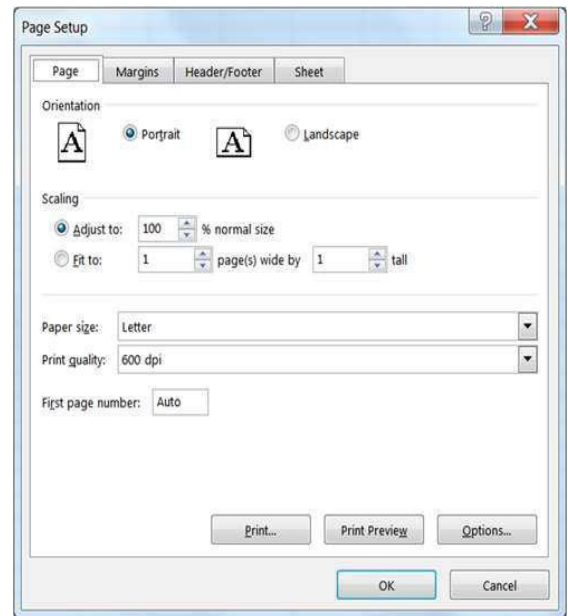 Page Setup
Page Margins Header/Footer Sheet
Orientation
A Portrait A Landscape
Scaling
Adjust to: 100 % normal size
Fit to: 1 page(s) wide by 1 tall
Paper size: Letter
Print quality: 600 dpi
First page number: Auto
Print... Print Preview Options...
OK Cancel